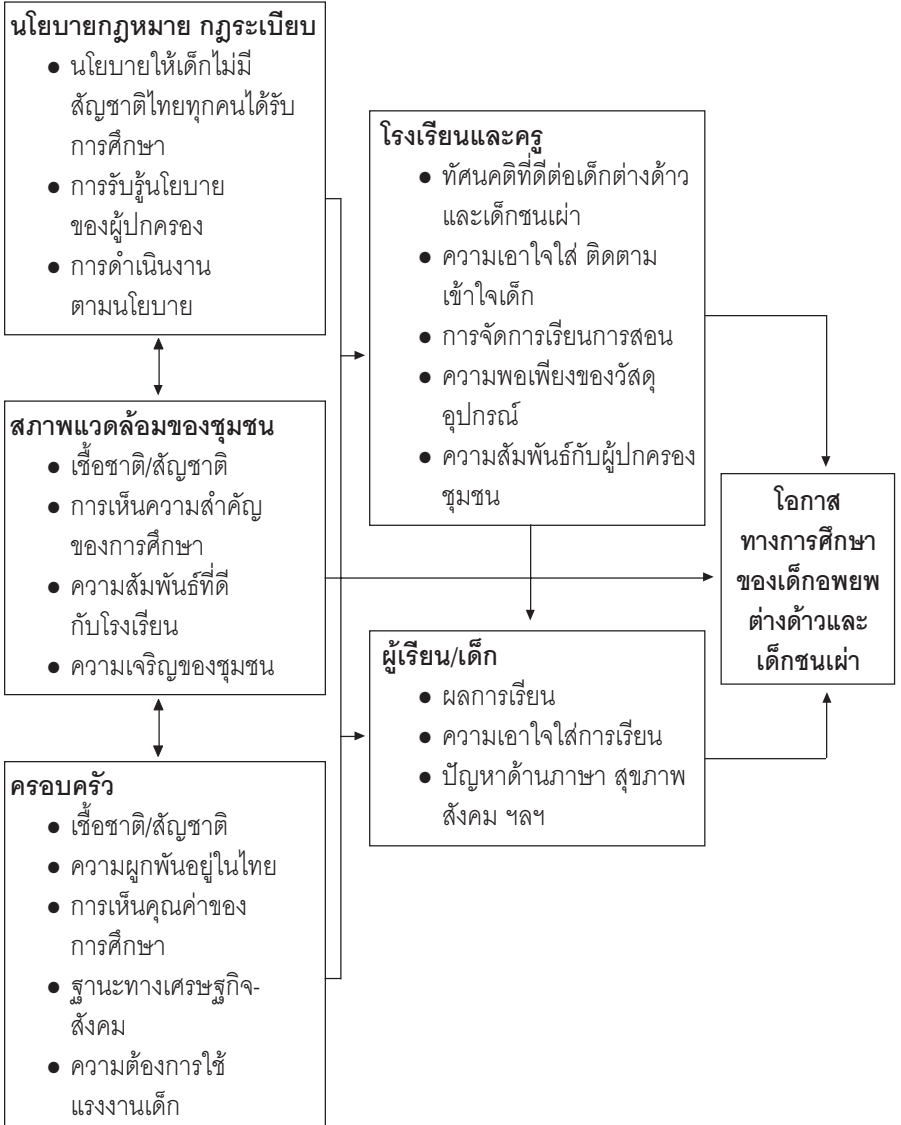 นโยบายกฎหมาย กฎระเบียบ
● นโยบายให้เด็กไม่มี
สัญชาติไทยทุกคนได้รับ
การศึกษา
● การรับรู้นโยบาย
ของผู้ปกครอง
● การดำเนินงาน
ตามนโยบาย
สภาพแวดล้อมของชุมชน
● เชื้อชาติ/สัญชาติ
● การเห็นความสำคัญ
ของการศึกษา
● ความสัมพันธ์ที่ดี
กับโรงเรียน
● ความเจริญของชุมชน
ครอบครัว
● เชื้อชาติ/สัญชาติ
● ความผูกพันอยู่ในไทย
● การเห็นคุณค่าของ
การศึกษา
● ฐานะทางเศรษฐกิจ-
สังคม
● ความต้องการใช้
แรงงานเด็ก
โรงเรียนและครู
● ทัศนคติที่ดีต่อเด็กต่างด้าว
และเด็กชนเผ่า
● ความเอาใจใส่ ติดตาม
เข้าใจเด็ก
● การจัดการเรียนการสอน
● ความพอเพียงของวัสดุ
อุปกรณ์
● ความสัมพันธ์กับผู้ปกครอง
ชุมชน
ผู้เรียน/เด็ก
● ผลการเรียน
● ความเอาใจใส่การเรียน
● ปัญหาด้านภาษา สุขภาพ
สังคม ฯลฯ
โอกาส
ทางการศึกษา
ของเด็กอพยพ
ต่างด้าวและ
เด็กชนเผ่า